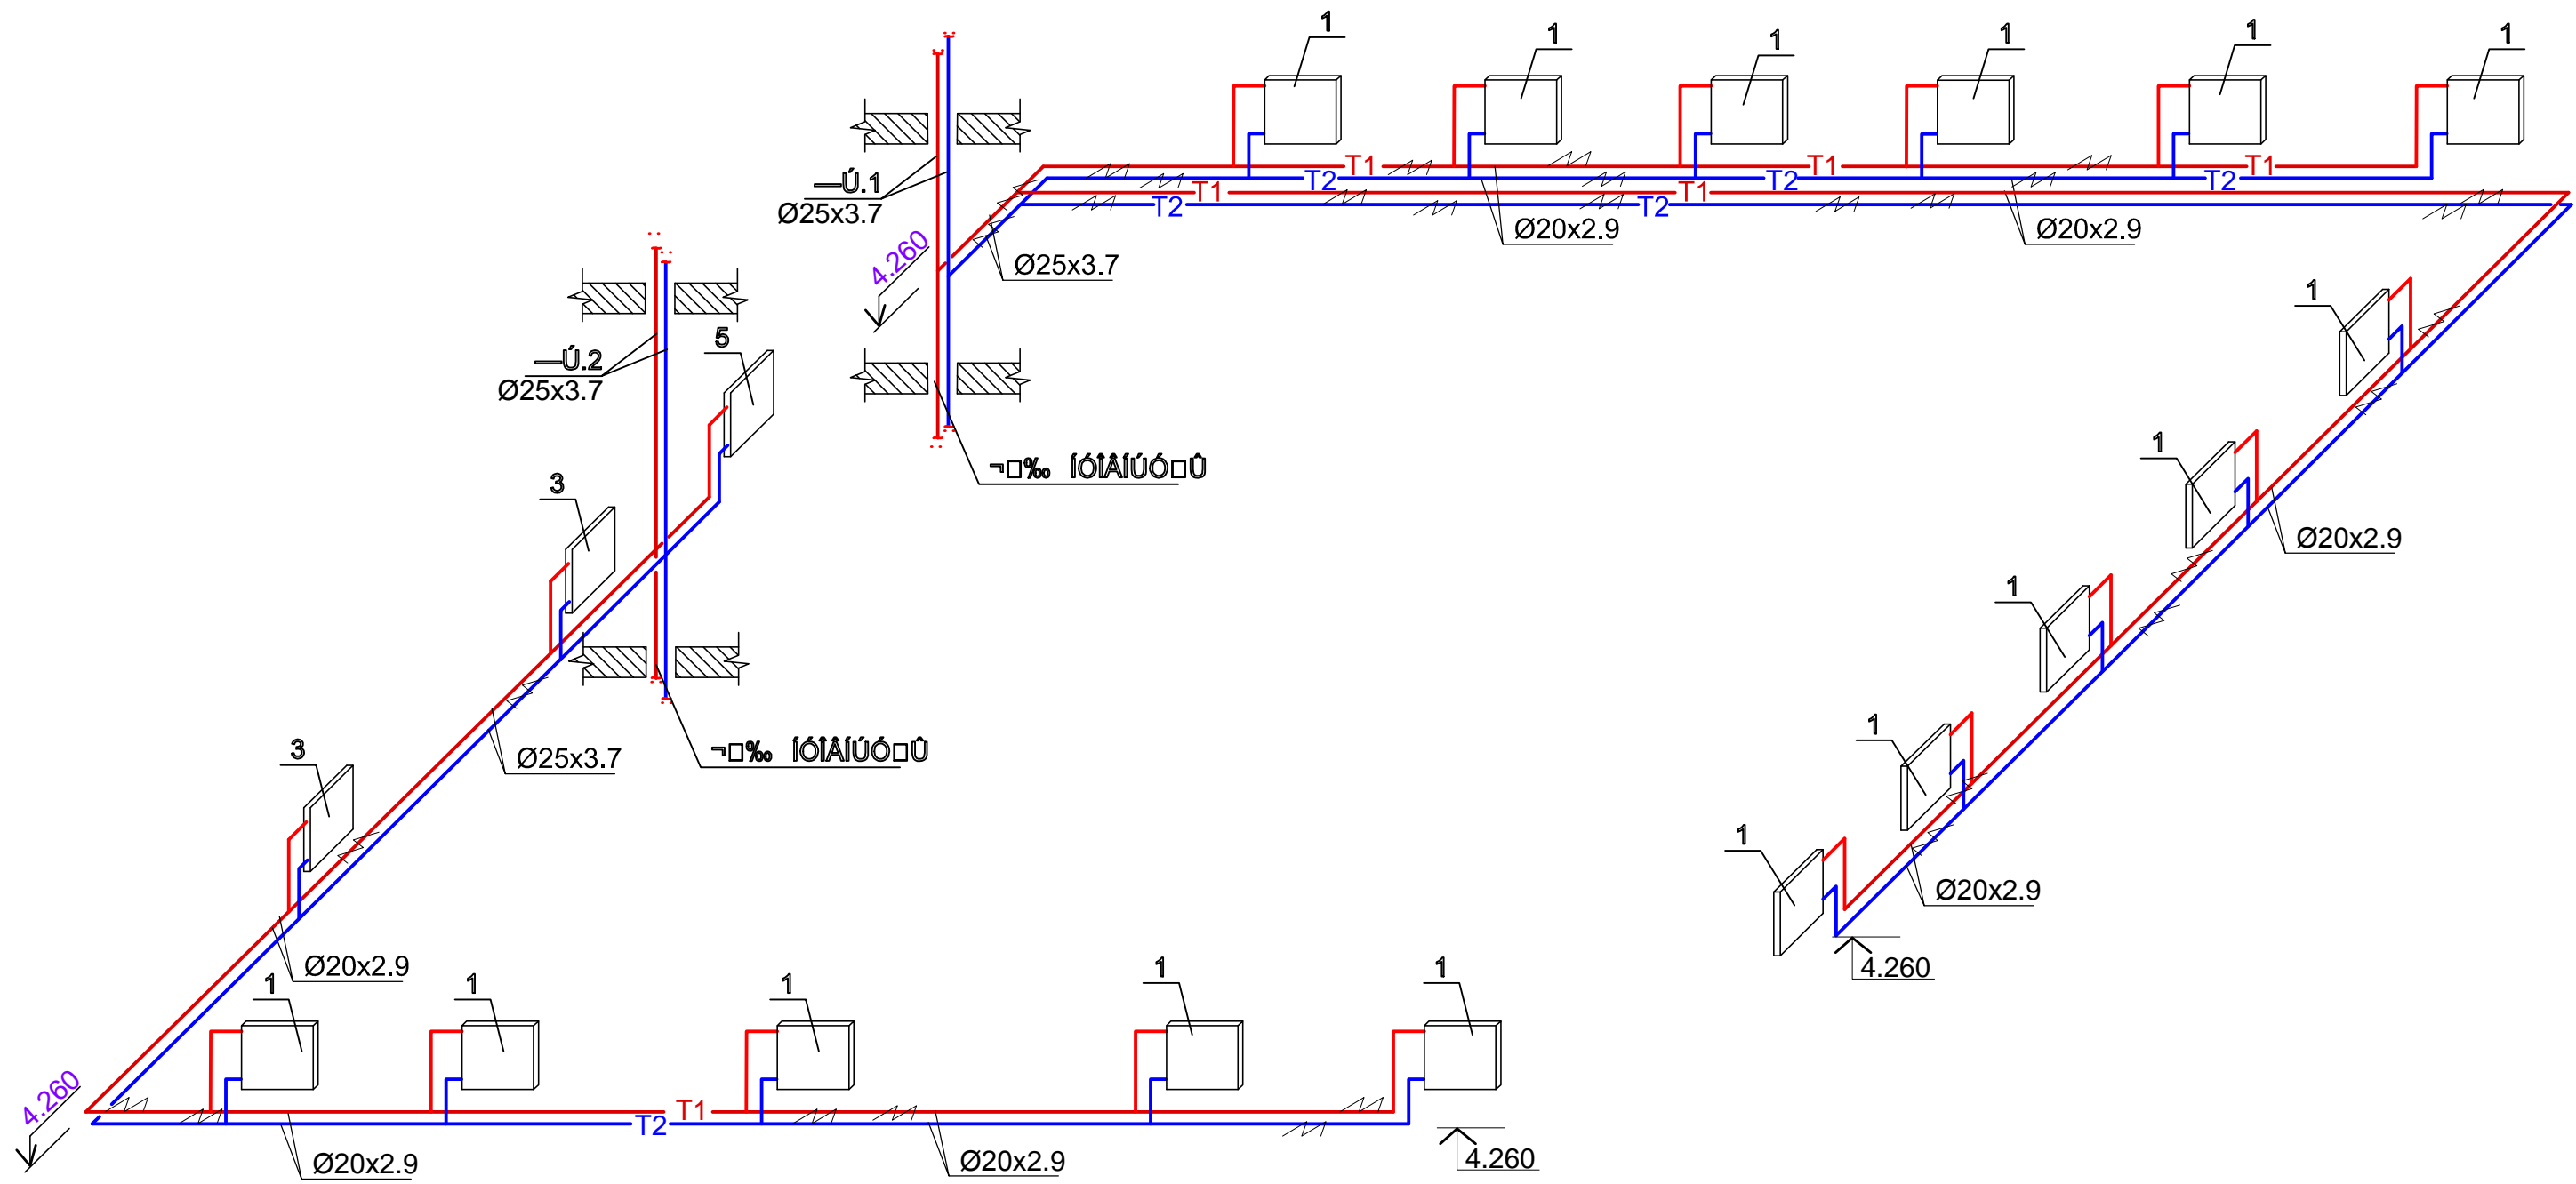 1 1 1 1 1 1
—Ú.1
Ø25x3.7
T1 T1 T1
T2 T2 T2
T1 T1
T2 T2
4.260
Ø25x3.7
Ø20x2.9
Ø20x2.9
—Ú.2
Ø25x3.7
5
1
3
1
¬□‰ ÍÓÏÂÍÚÓ□Û
Ø20x2.9
1
3
Ø25x3.7
¬□‰ ÍÓÏÂÍÚÓ□Û
1
1
Ø20x2.9
Ø20x2.9
4.260
1 1 1 1 1
4.260
T1
T2
Ø20x2.9
Ø20x2.9
4.260